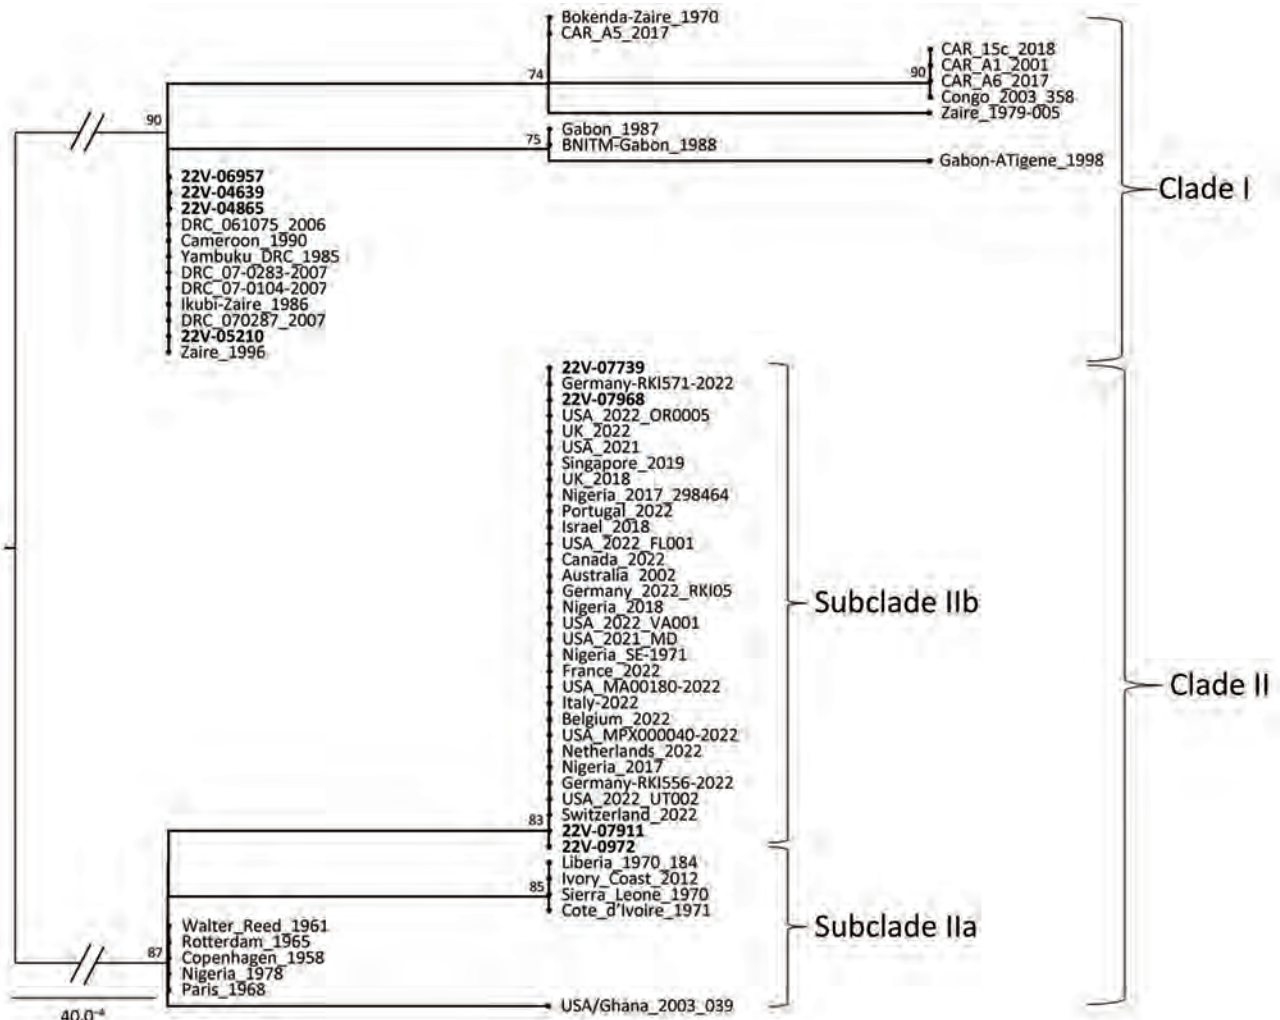 Bokenda-Zaire_1970
CAR_A5_2017
CAR_15c_2018
74
90
CAR_A1_2001
CAR_A6_2017
Congo_2003_358
Zaire_1979-005
90
Gabon_1987
75
BNITM-Gabon_1988
Gabon-ATigene_1998
22V-06957
22V-04639
Clade I
22V-04865
DRC_061075_2006
Cameroon_1990
Yambuku_DRC_1985
DRC_07-0283-2007
DRC_07-0104-2007
Ikubi-Zaire_1986
DRC_070287_2007
22V-05210
Zaire_1996
22V-07739
Germany-RKI571-2022
22V-07968
USA_2022_OR0005
UK_2022
USA_2021
Singapore_2019
UK_2018
Nigeria_2017_298464
Portugal_2022
Israel_2018
USA_2022_FL001
Canada_2022
Australia_2002
Germany_2022_RKI05
Subclade IIb
Nigeria_2018
USA_2022_VA001
USA_2021_MD
Nigeria_SE-1971
France_2022
USA_MA00180-2022
Clade II
Italy-2022
Belgium_2022
USA_MPX000040-2022
Netherlands_2022
Nigeria_2017
Germany-RKI556-2022
USA_2022_UT002
Switzerland_2022
83
22V-07911
22V-0972
Liberia_1970_184
Ivory_Coast_2012
85
Sierra_Leone_1970
Cote_d'Ivoire_1971
Walter_Reed_1961
Subclade IIa
Rotterdam_1965
87
Copenhagen_1958
Nigeria_1978
Paris_1968
USA/Ghana_2003_039
40.0⁻⁴